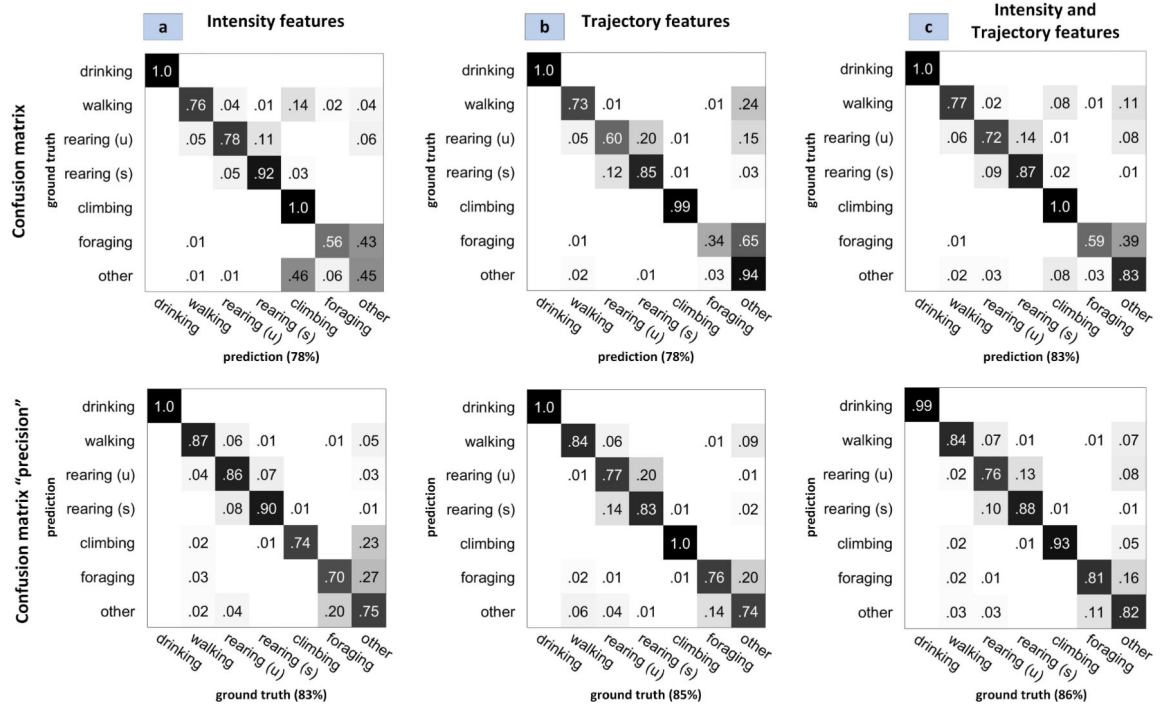 a Intensity features
b Trajectory features
c Intensity and
Trajectory features
Confusion matrix
ground truth
drinking 1.0
walking .76 .04 .01 .14 .02 .04
rearing (u) .05 .78 .11 .06
rearing (s) .05 .92 .03
climbing 1.0
foraging .01 .56 .43
other .01 .01 .46 .06 .45
drinking walking rearing (u) rearing (s) climbing foraging other
prediction (78%)
ground truth
drinking 1.0
walking .73 .01 .01 .24
rearing (u) .05 .60 .20 .01 .15
rearing (s) .12 .85 .01 .03
climbing .99
foraging .01 .34 .65
other .02 .01 .03 .94
drinking walking rearing (u) rearing (s) climbing foraging other
prediction (78%)
ground truth
drinking 1.0
walking .77 .02 .08 .01 .11
rearing (u) .06 .72 .14 .01 .08
rearing (s) .09 .87 .02 .01
climbing 1.0
foraging .01 .59 .39
other .02 .03 .08 .03 .83
drinking walking rearing (u) rearing (s) climbing foraging other
prediction (83%)
Confusion matrix “precision”
prediction
drinking 1.0
walking .87 .06 .01 .01 .05
rearing (u) .04 .86 .07 .03
rearing (s) .08 .90 .01 .01
climbing .02 .01 .74 .23
foraging .03 .70 .27
other .02 .04 .20 .75
drinking walking rearing (u) rearing (s) climbing foraging other
ground truth (83%)
prediction
drinking 1.0
walking .84 .06 .01 .09
rearing (u) .01 .77 .20 .01
rearing (s) .14 .83 .01 .02
climbing 1.0
foraging .02 .01 .01 .76 .20
other .06 .04 .01 .14 .74
drinking walking rearing (u) rearing (s) climbing foraging other
ground truth (85%)
prediction
drinking .99
walking .84 .07 .01 .01 .07
rearing (u) .02 .76 .13 .08
rearing (s) .10 .88 .01 .01
climbing .02 .01 .93 .05
foraging .02 .01 .81 .16
other .03 .03 .11 .82
drinking walking rearing (u) rearing (s) climbing foraging other
ground truth (86%)